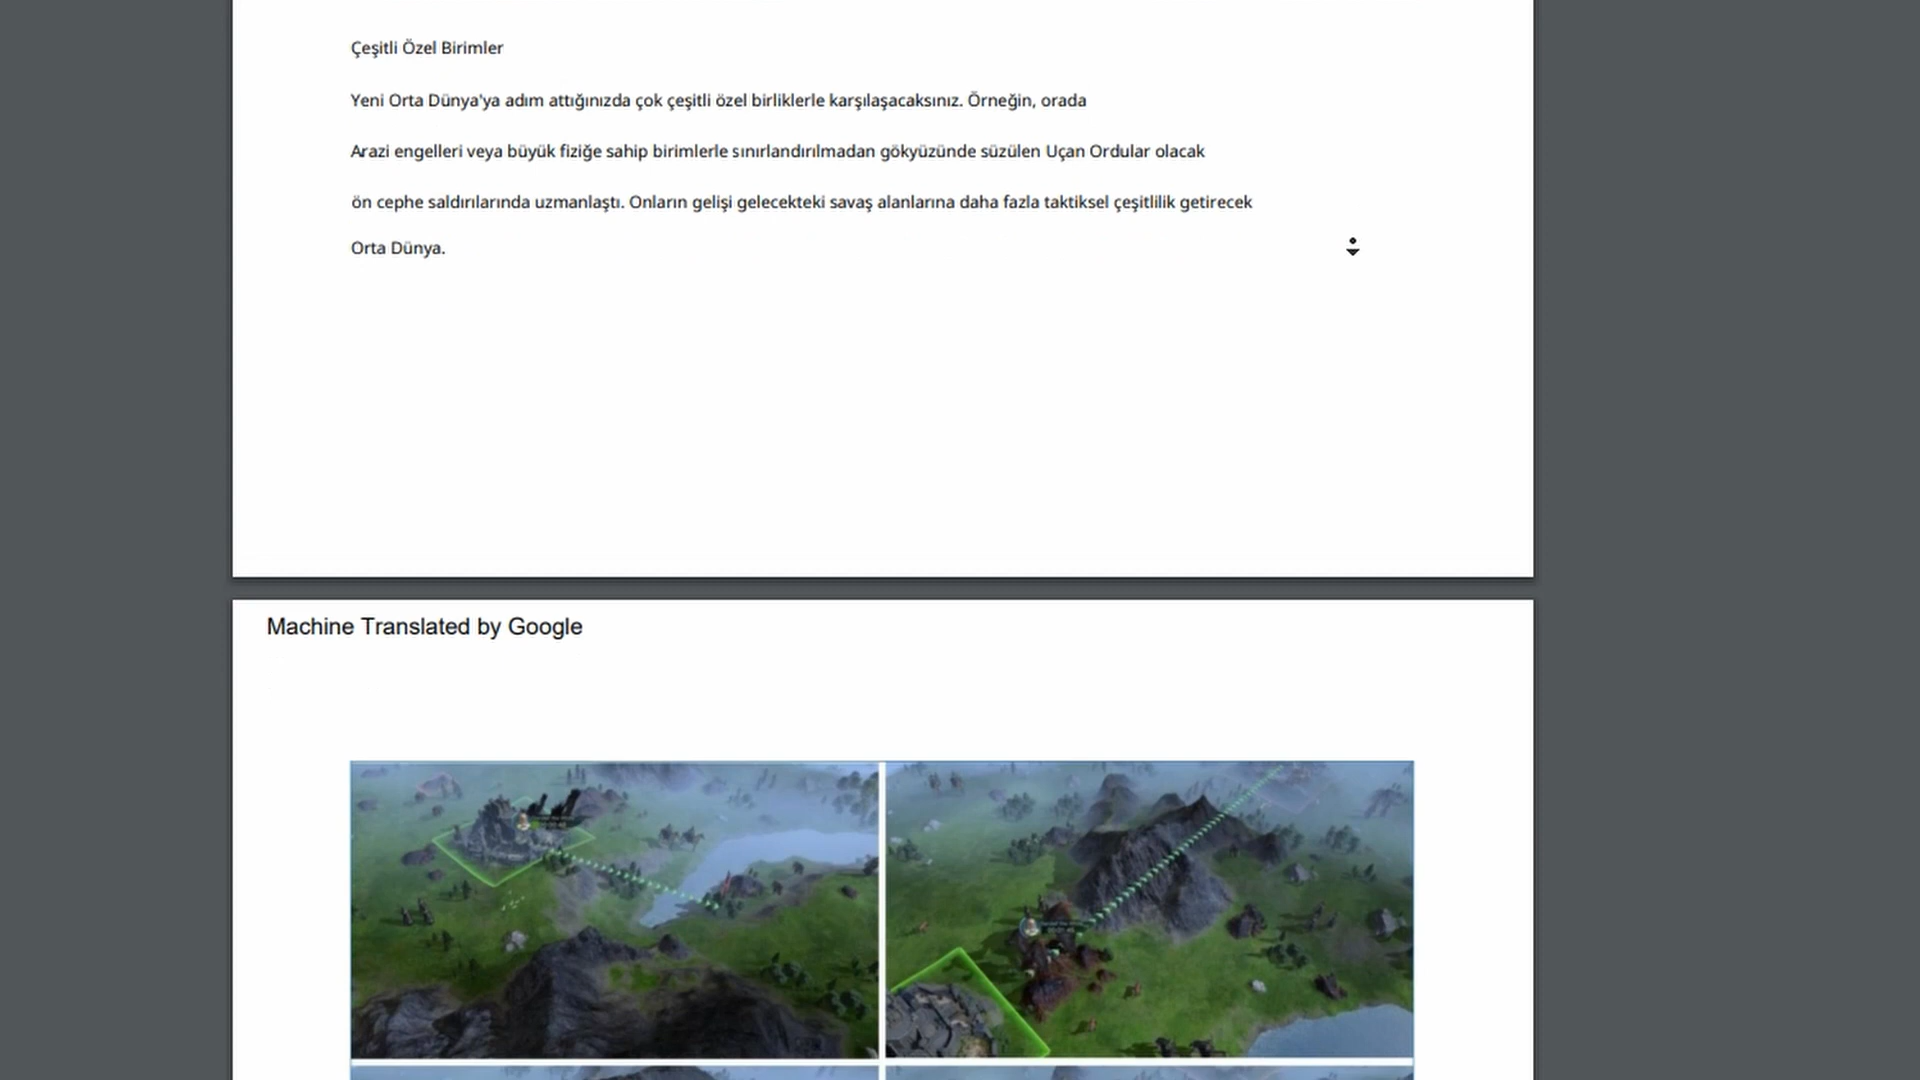 Çeşitli Özel Birimler
Yeni Orta Dünya'ya adım attığınızda çok çeşitli özel birliklerle karşılaşacaksınız. Örneğin, orada
Arazi engelleri veya büyük fiziğe sahip birimlerle sınırlandırılmadan gökyüzünde süzülen Uçan Ordular olacak
ön cephe saldırılarında uzmanlaştı. Onların gelişi gelecekteki savaş alanlarına daha fazla taktiksel çeşitlilik getirecek
Orta Dünya.
Machine Translated by Google